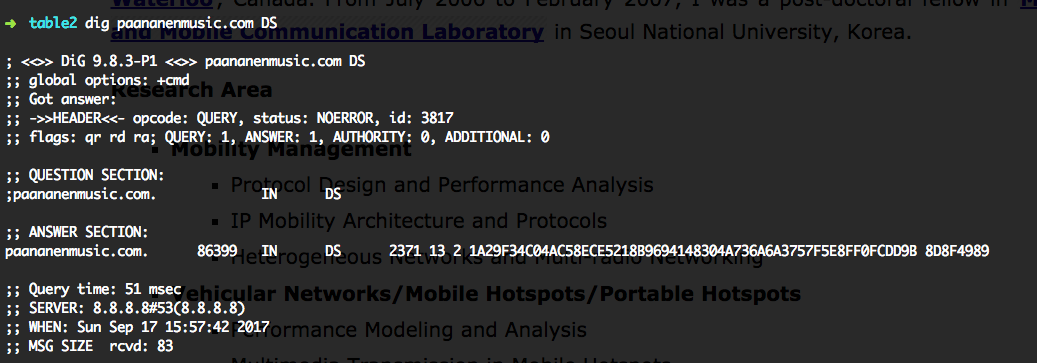 Waterloo, Canada. From July 2006 to February 2007, I was a post-doctoral fellow in M
➜ table2 dig paananenmusic.com DS
and Mobile Communication Laboratory in Seoul National University, Korea.
; <<>> DiG 9.8.3-P1 <<>> paananenmusic.com DS
;; global options: +cmd
Research Area
;; Got answer:
;; ->>HEADER<<- opcode: QUERY, status: NOERROR, id: 3817
;; flags: qr rd ra; QUERY: 1, ANSWER: 1, AUTHORITY: 0, ADDITIONAL: 0
Mobility Management
;; QUESTION SECTION:
Protocol Design and Performance Analysis
;paananenmusic.com. IN DS
IP Mobility Architecture and Protocols
;; ANSWER SECTION:
paananenmusic.com. 86399 IN DS 2371 13 2 1A29F34C04AC58ECE5218B9694148304A736A6A3757F5E8FF0FCDD9B 8D8F4989
Heterogeneous Networks and Multi-radio Networking
;; Query time: 51 msec
Vehicular Networks/Mobile Hotspots/Portable Hotspots
;; SERVER: 8.8.8.8#53(8.8.8.8)
;; WHEN: Sun Sep 17 15:57:42 2017
Performance Modeling and Analysis
;; MSG SIZE rcvd: 83
Multimedia Transmission in Mobile Hotspots